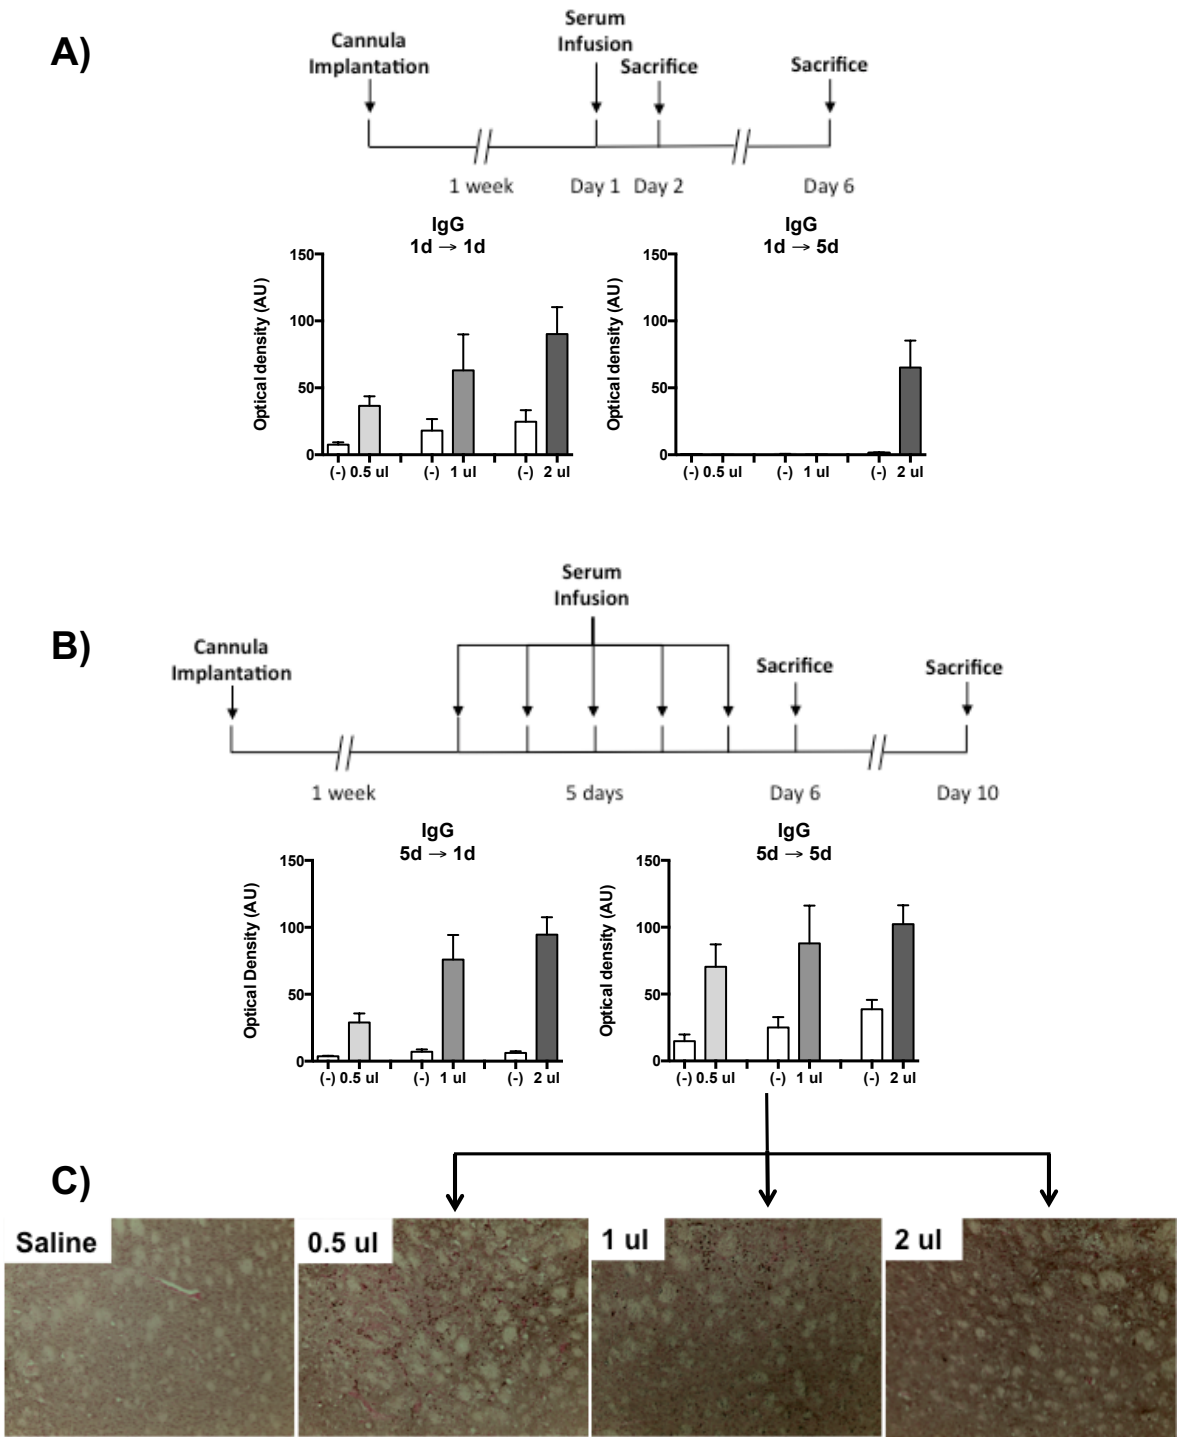 A)
Cannula
Implantation
Serum
Infusion
Sacrifice
Sacrifice
1 week
Day 1
Day 2
Day 6
IgG
1d → 1d
Optical density (AU)
150
100
50
0
(-) 0.5 ul (-) 1 ul (-) 2 ul
IgG
1d → 5d
Optical density (AU)
150
100
50
0
(-) 0.5 ul (-) 1 ul (-) 2 ul
B)
Cannula
Implantation
Serum
Infusion
Sacrifice
Sacrifice
1 week
5 days
Day 6
Day 10
IgG
5d → 1d
Optical Density (AU)
150
100
50
0
(-) 0.5 ul (-) 1 ul (-) 2 ul
IgG
5d → 5d
Optical density (AU)
150
100
50
0
(-) 0.5 ul (-) 1 ul (-) 2 ul
C)
Saline
0.5 ul
1 ul
2 ul